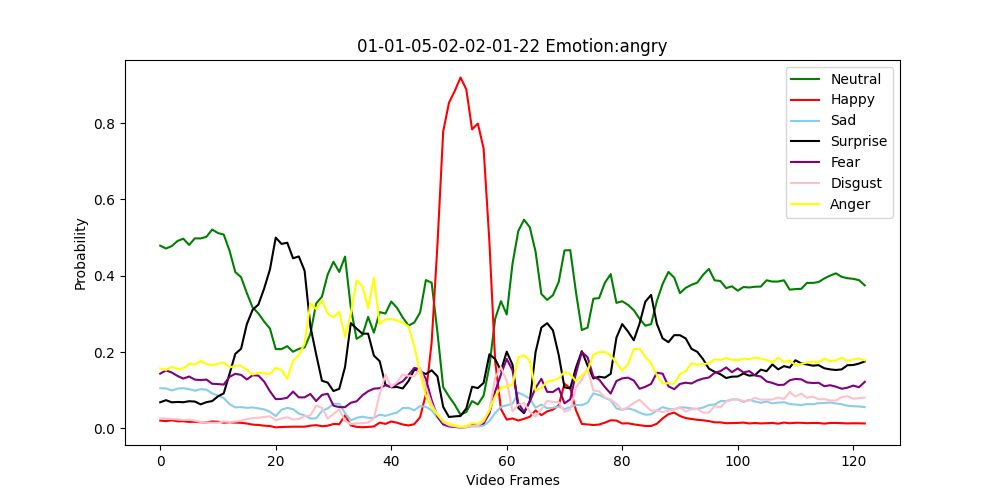 01-01-05-02-02-01-22 Emotion:angry
Probability
0.8
0.6
0.4
0.2
0.0
0
20
40
60
80
100
120
Video Frames
Neutral
Happy
Sad
Surprise
Fear
Disgust
Anger